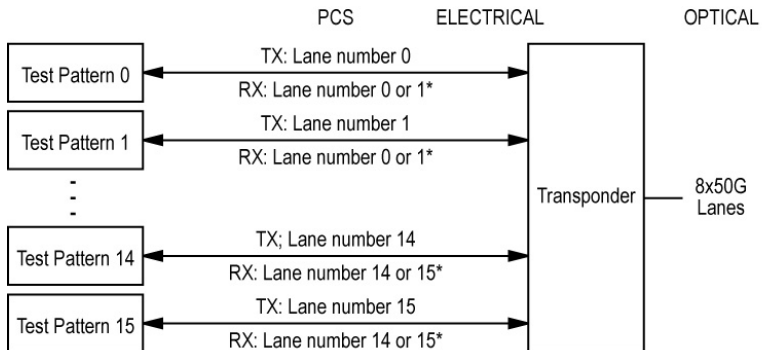 PCS ELECTRICAL OPTICAL
Test Pattern 0
TX: Lane number 0
RX: Lane number 0 or 1*
Test Pattern 1
TX: Lane number 1
RX: Lane number 0 or 1*
Transponder
8x50G
Lanes
Test Pattern 14
TX; Lane number 14
RX: Lane number 14 or 15*
Test Pattern 15
TX: Lane number 15
RX: Lane number 14 or 15*